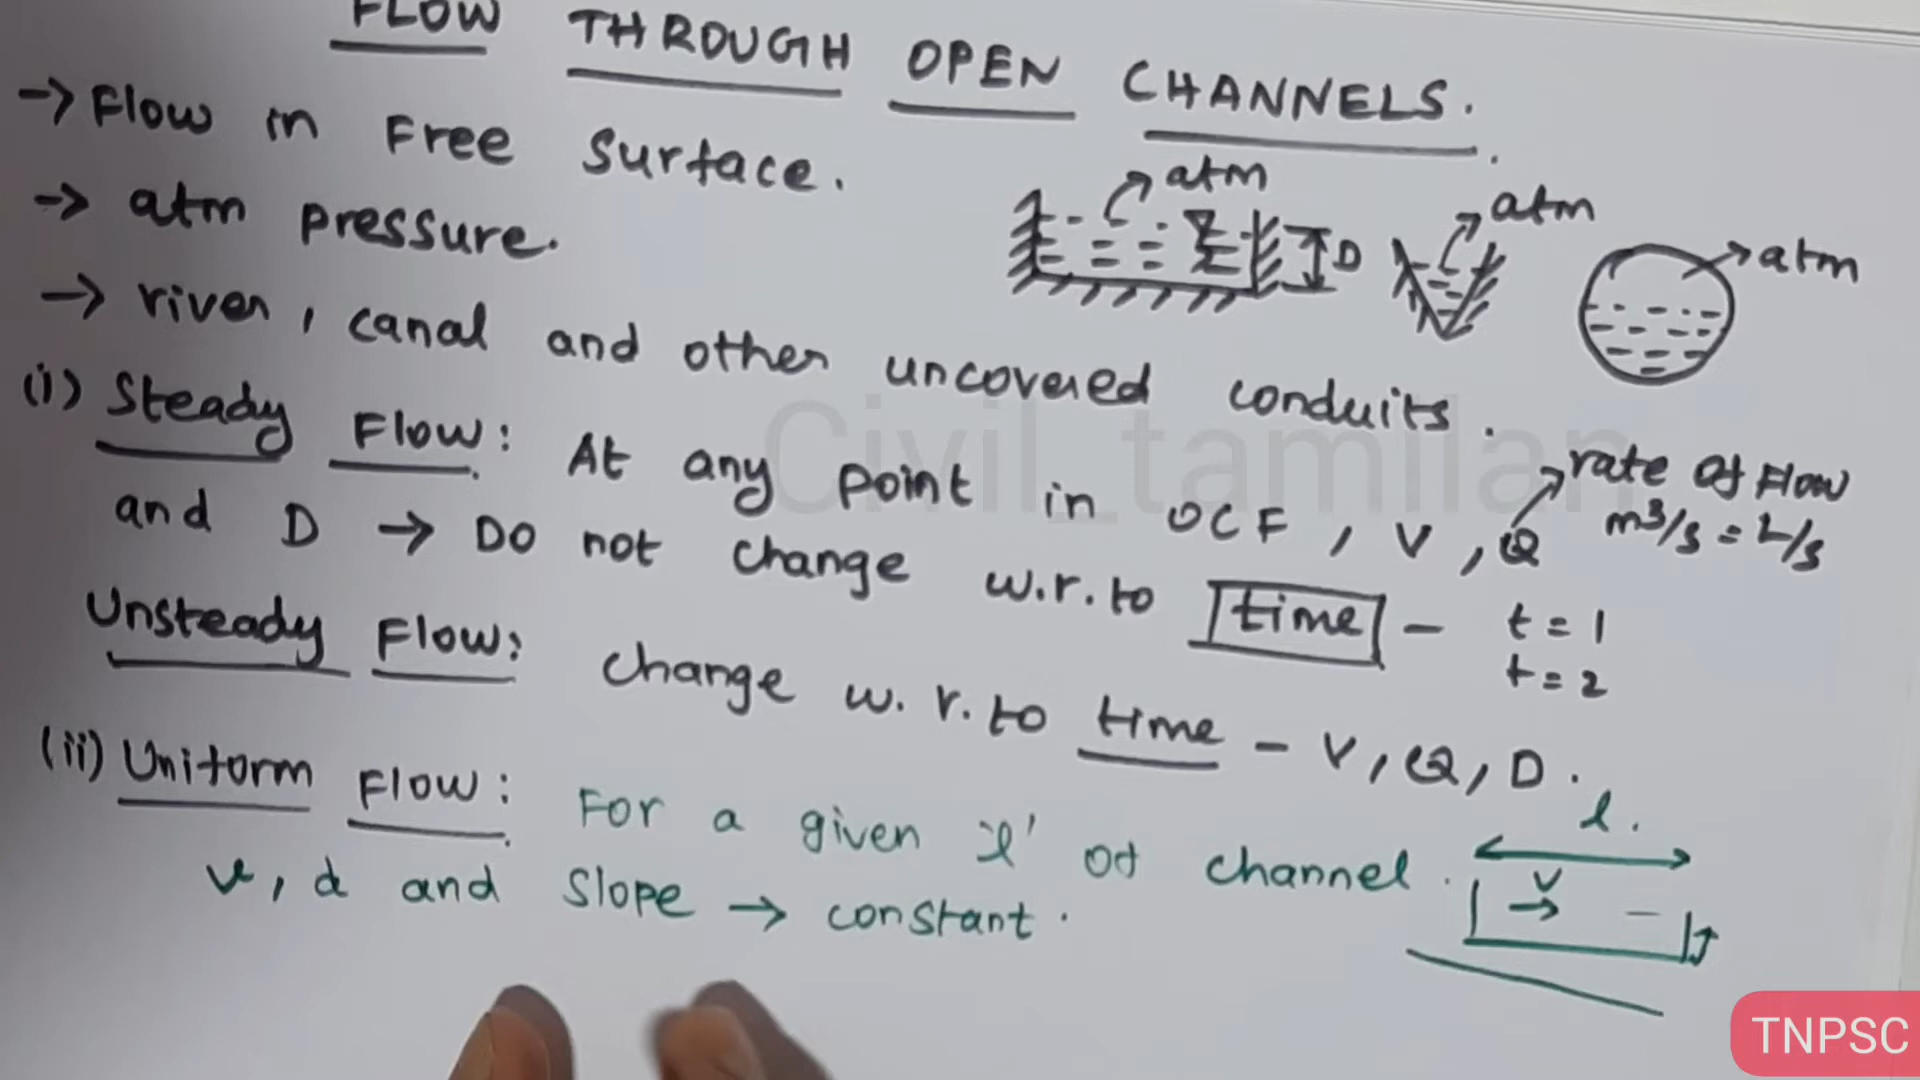 FLOW THROUGH OPEN CHANNELS.
→ Flow in Free surface.
→ atm pressure.
atm
D
atm
atm
→ river, canal and other uncovered conduits.
(i) Steady Flow: At any point in OCF, V, Q
rate of Flow
m³/s = L/s
and D → Do not change w.r.to time -
t = 1
t = 2
Unsteady Flow: change w.r.to time - V, Q, D.
(ii) Uniform Flow: For a given 'l' of channel.
v, d and slope → constant.
l.
V
Civil_tamilan
TNPSC